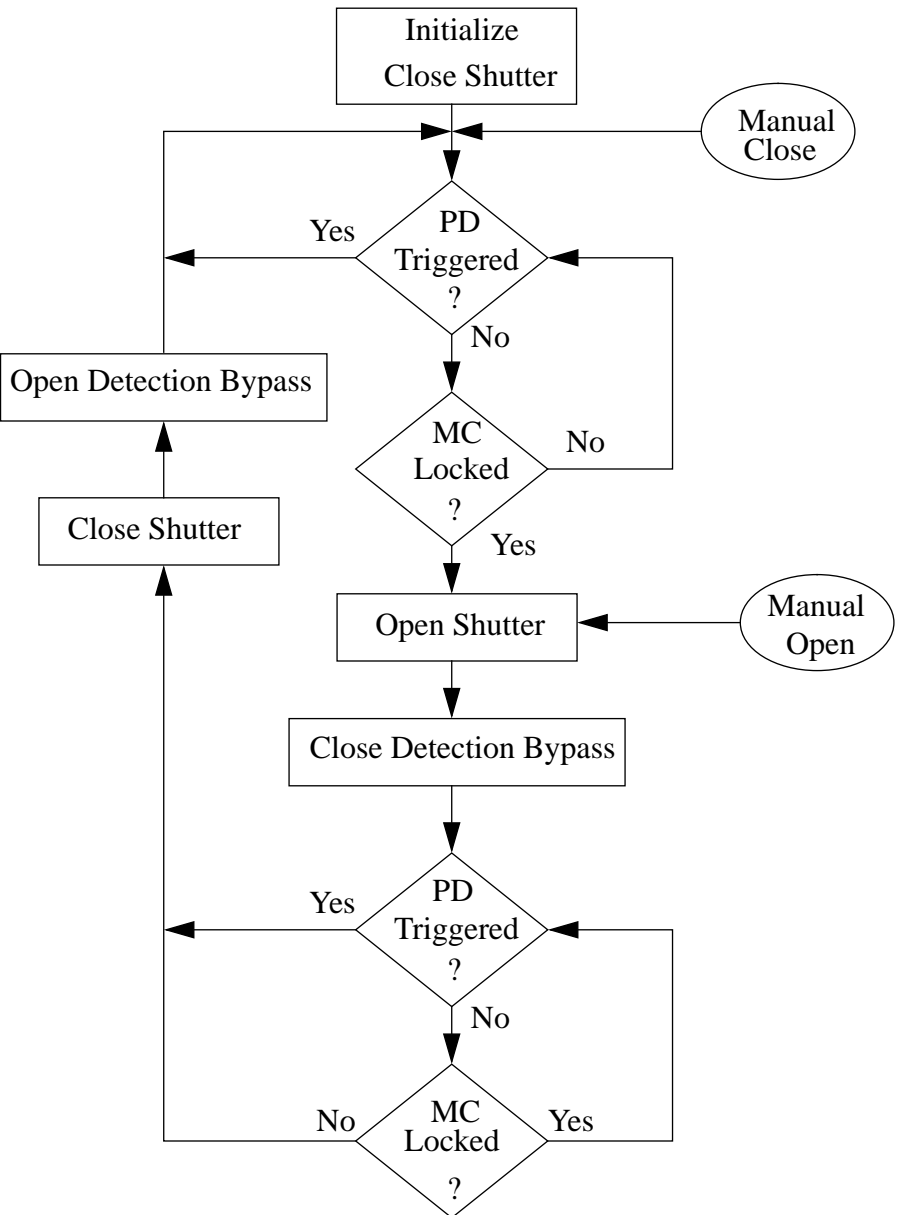 Initialize
Close Shutter
Manual
Close
PD
Triggered
?
Yes
No
Open Detection Bypass
MC
Locked
?
No
Yes
Close Shutter
Open Shutter
Manual
Open
Close Detection Bypass
PD
Triggered
?
Yes
No
MC
Locked
?
No
Yes